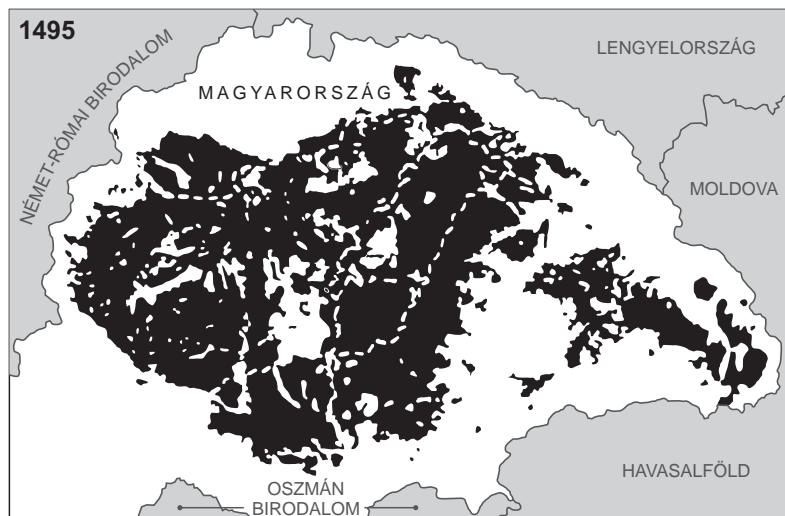 1495
LENGYELORSZÁG
MAGYARORSZÁG
NÉMET-RÓMAI BIRODALOM
MOLDOVA
HAVASALFÖLD
OSZMÁN
BIRODALOM